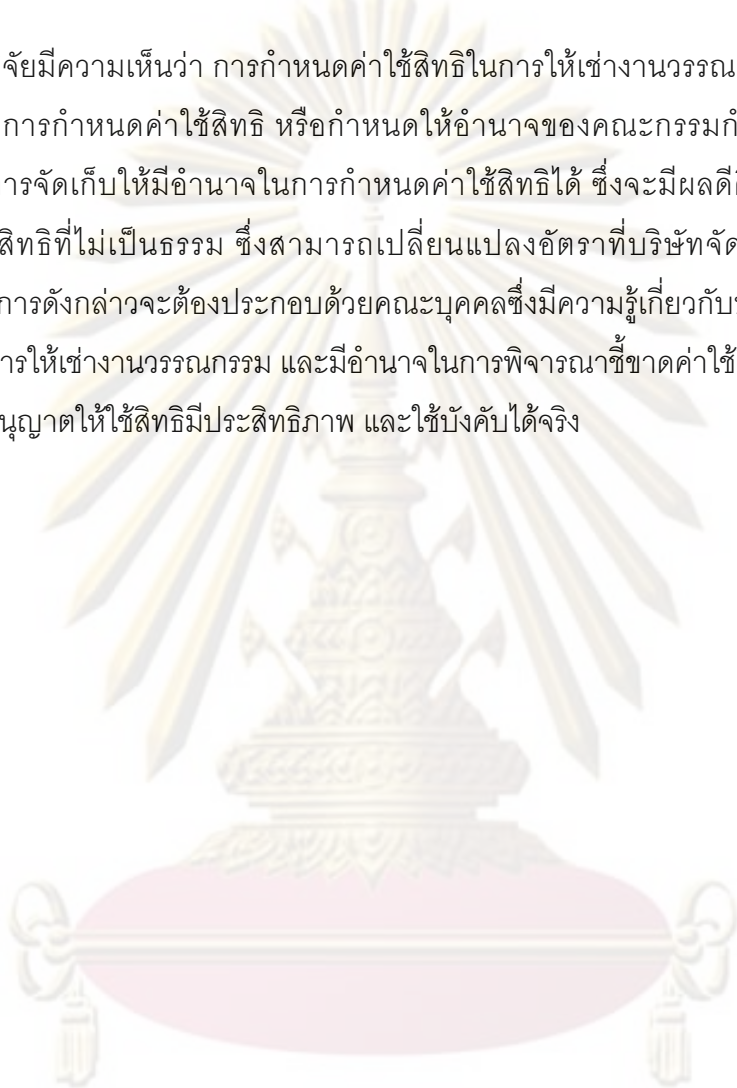 จัยมีความเห็นว่า การกำหนดค่าใช้สิทธิในการให้เช่างานวรรณ
การกำหนดค่าใช้สิทธิ หรือกำหนดให้อำนาจของคณะกรรมกำ
ารจัดเก็บให้มีอำนาจในการกำหนดค่าใช้สิทธิได้ ซึ่งจะมีผลดี
สิทธิที่ไม่เป็นธรรม ซึ่งสามารถเปลี่ยนแปลงอัตราที่บริษัทจัด
การดังกล่าวจะต้องประกอบด้วยคณะบุคคลซึ่งมีความรู้เกี่ยวกับ
ารให้เช่างานวรรณกรรม และมีอำนาจในการพิจารณาชี้ขาดค่าใช้
นุญาตให้ใช้สิทธิมีประสิทธิภาพ และใช้บังคับได้จริง